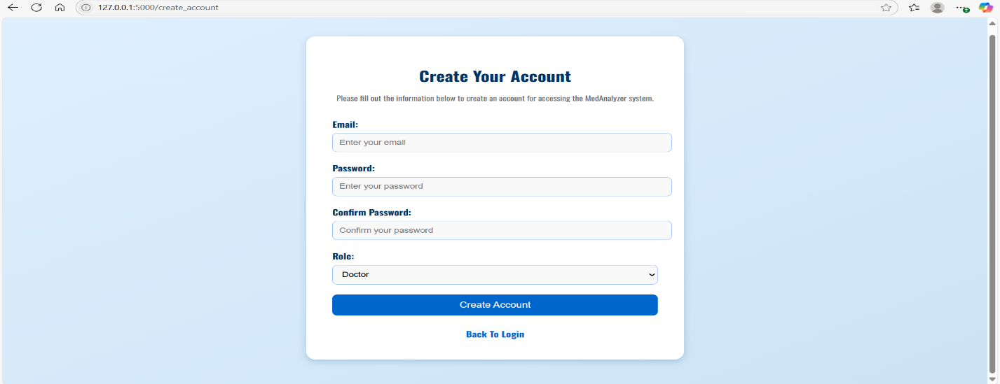 127.0.0.1:5000/create_account
Create Your Account
Please fill out the information below to create an account for accessing the MedAnalyzer system.
Email:
Enter your email
Password:
Enter your password
Confirm Password:
Confirm your password
Role:
Doctor
Create Account
Back To Login